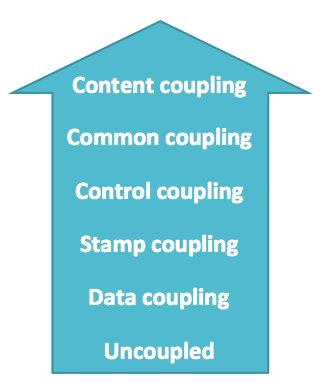 Content coupling
Common coupling
Control coupling
Stamp coupling
Data coupling
Uncoupled